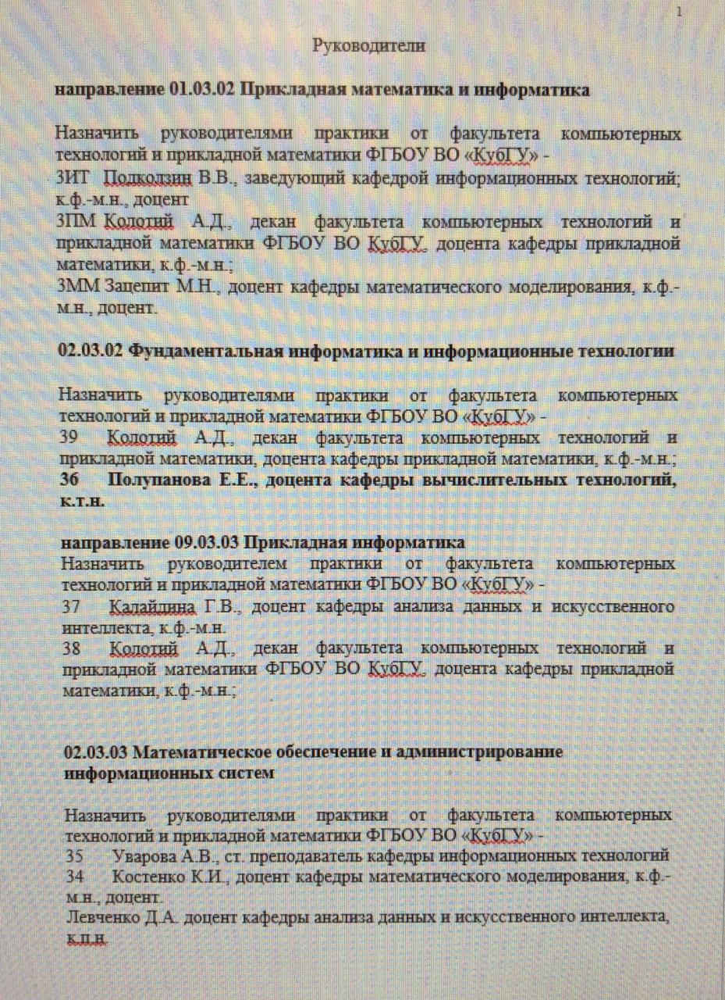 1
Руководители
направление 01.03.02 Прикладная математика и информатика
Назначить руководителями практики от факультета компьютерных
технологий и прикладной математики ФГБОУ ВО «КубГУ» -
3ИТ Подколзин В.В., заведующий кафедрой информационных технологий;
к.ф.-м.н., доцент
3ПМ Колотий А.Д., декан факультета компьютерных технологий и
прикладной математики ФГБОУ ВО КубГУ, доцента кафедры прикладной
математики, к.ф.-м.н.;
3ММ Зацепит М.Н., доцент кафедры математического моделирования, к.ф.-
м.н., доцент.
02.03.02 Фундаментальная информатика и информационные технологии
Назначить руководителями практики от факультета компьютерных
технологий и прикладной математики ФГБОУ ВО «КубГУ» -
39 Колотий А.Д., декан факультета компьютерных технологий и
прикладной математики, доцента кафедры прикладной математики, к.ф.-м.н.;
36 Полупанова Е.Е., доцента кафедры вычислительных технологий,
к.т.н.
направление 09.03.03 Прикладная информатика
Назначить руководителем практики от факультета компьютерных
технологий и прикладной математики ФГБОУ ВО «КубГУ» -
37 Калайдина Г.В., доцент кафедры анализа данных и искусственного
интеллекта, к.ф.-м.н.
38 Колотий А.Д., декан факультета компьютерных технологий и
прикладной математики ФГБОУ ВО КубГУ, доцента кафедры прикладной
математики, к.ф.-м.н.;
02.03.03 Математическое обеспечение и администрирование
информационных систем
Назначить руководителями практики от факультета компьютерных
технологий и прикладной математики ФГБОУ ВО «КубГУ» -
35 Уварова А.В., ст. преподаватель кафедры информационных технологий
34 Костенко К.И., доцент кафедры математического моделирования, к.ф.-
м.н., доцент.
Левченко Д.А. доцент кафедры анализа данных и искусственного интеллекта,
к.п.н.